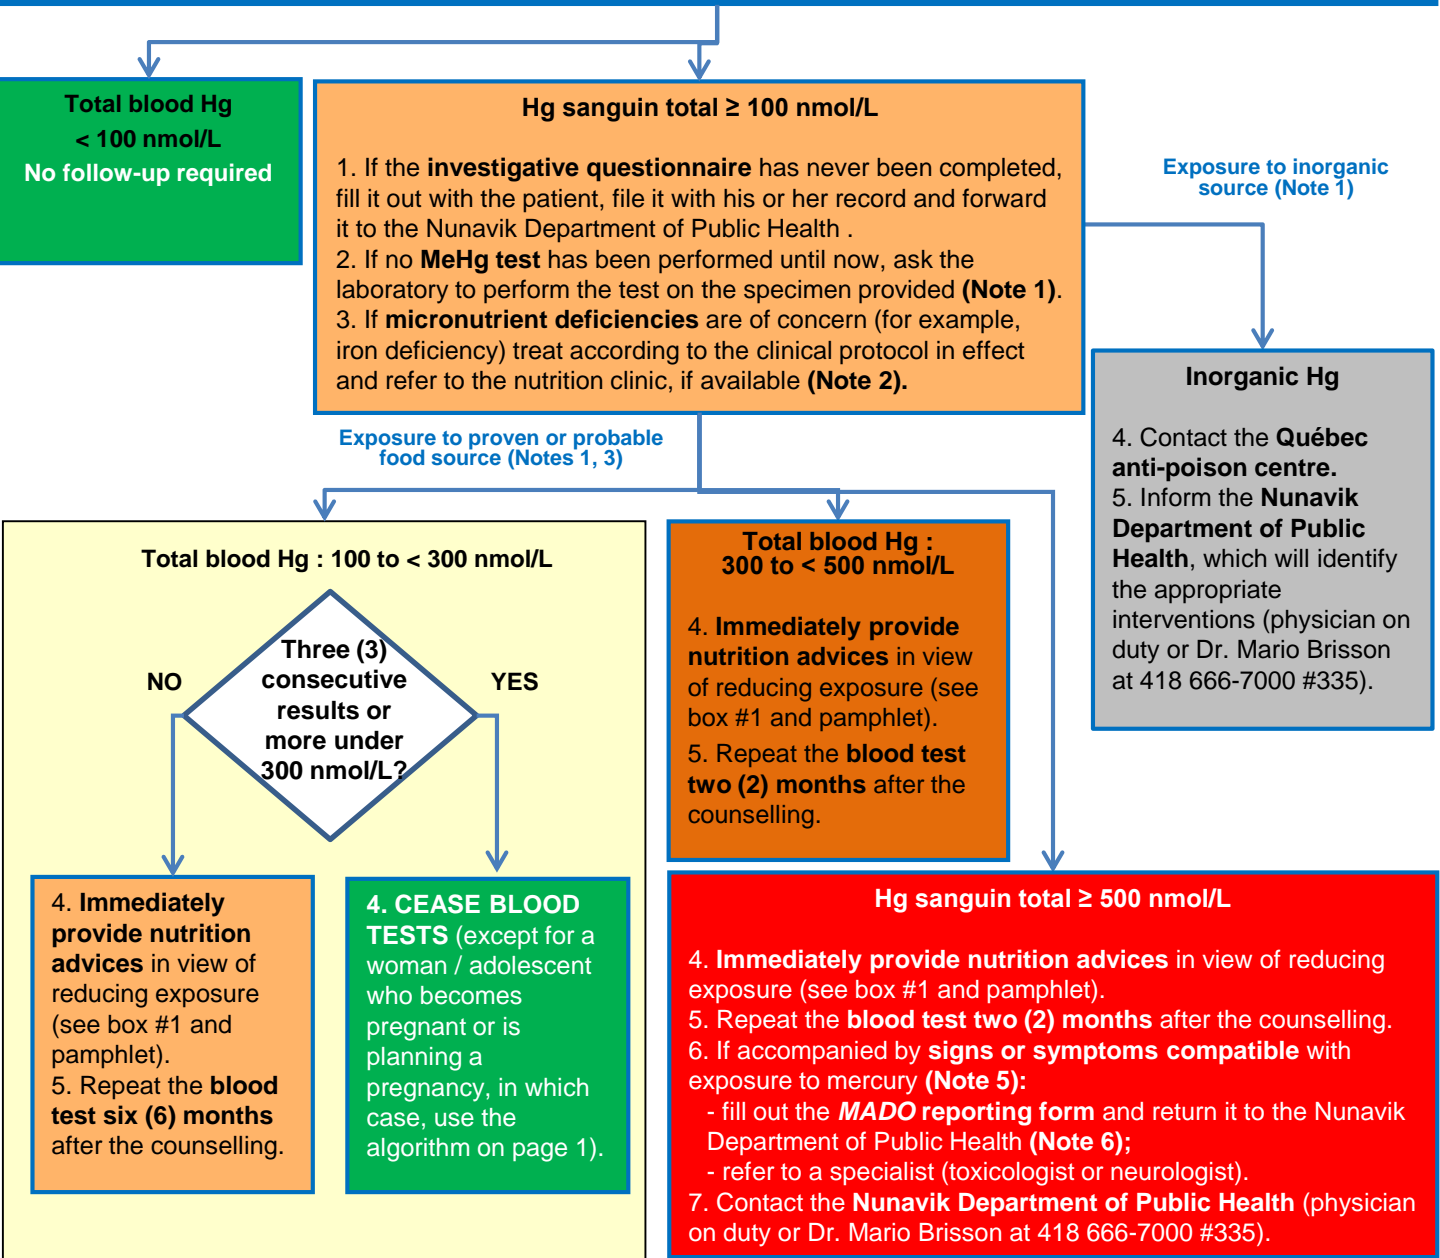 Total blood Hg
< 100 nmol/L
No follow-up required
Hg sanguin total ≥ 100 nmol/L
1. If the investigative questionnaire has never been completed,
fill it out with the patient, file it with his or her record and forward
it to the Nunavik Department of Public Health .
2. If no MeHg test has been performed until now, ask the
laboratory to perform the test on the specimen provided (Note 1).
3. If micronutrient deficiencies are of concern (for example,
iron deficiency) treat according to the clinical protocol in effect
and refer to the nutrition clinic, if available (Note 2).
Exposure to inorganic
source (Note 1)
Inorganic Hg
4. Contact the Québec
anti-poison centre.
5. Inform the Nunavik
Department of Public
Health, which will identify
the appropriate
interventions (physician on
duty or Dr. Mario Brisson
at 418 666-7000 #335).
Exposure to proven or probable
food source (Notes 1, 3)
Total blood Hg : 100 to < 300 nmol/L
Three (3)
consecutive
results or
more under
300 nmol/L?
NO
YES
4. Immediately
provide nutrition
advices in view of
reducing exposure
(see box #1 and
pamphlet).
5. Repeat the blood
test six (6) months
after the counselling.
4. CEASE BLOOD
TESTS (except for a
woman / adolescent
who becomes
pregnant or is
planning a
pregnancy, in which
case, use the
algorithm on page 1).
Total blood Hg :
300 to < 500 nmol/L
4. Immediately provide
nutrition advices in view
of reducing exposure (see
box #1 and pamphlet).
5. Repeat the blood test
two (2) months after the
counselling.
Hg sanguin total ≥ 500 nmol/L
4. Immediately provide nutrition advices in view of reducing
exposure (see box #1 and pamphlet).
5. Repeat the blood test two (2) months after the counselling.
6. If accompanied by signs or symptoms compatible with
exposure to mercury (Note 5):
- fill out the MADO reporting form and return it to the Nunavik
Department of Public Health (Note 6);
- refer to a specialist (toxicologist or neurologist).
7. Contact the Nunavik Department of Public Health (physician
on duty or Dr. Mario Brisson at 418 666-7000 #335).